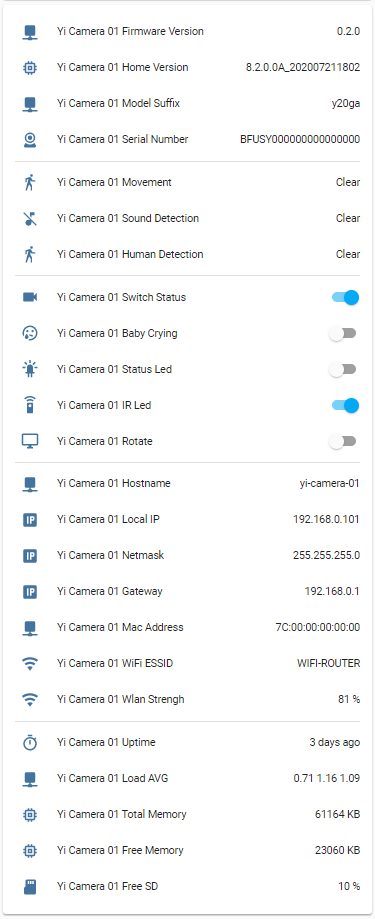 Yi Camera 01 Firmware Version 0.2.0
Yi Camera 01 Home Version 8.2.0.0A_202007211802
Yi Camera 01 Model Suffix y20ga
Yi Camera 01 Serial Number BFUSY000000000000000
Yi Camera 01 Movement Clear
Yi Camera 01 Sound Detection Clear
Yi Camera 01 Human Detection Clear
Yi Camera 01 Switch Status
Yi Camera 01 Baby Crying
Yi Camera 01 Status Led
Yi Camera 01 IR Led
Yi Camera 01 Rotate
Yi Camera 01 Hostname yi-camera-01
IP Yi Camera 01 Local IP 192.168.0.101
IP Yi Camera 01 Netmask 255.255.255.0
IP Yi Camera 01 Gateway 192.168.0.1
Yi Camera 01 Mac Address 7C:00:00:00:00:00
Yi Camera 01 WiFi ESSID WIFI-ROUTER
Yi Camera 01 Wlan Strengh 81 %
Yi Camera 01 Uptime 3 days ago
Yi Camera 01 Load AVG 0.71 1.16 1.09
Yi Camera 01 Total Memory 61164 KB
Yi Camera 01 Free Memory 23060 KB
Yi Camera 01 Free SD 10 %